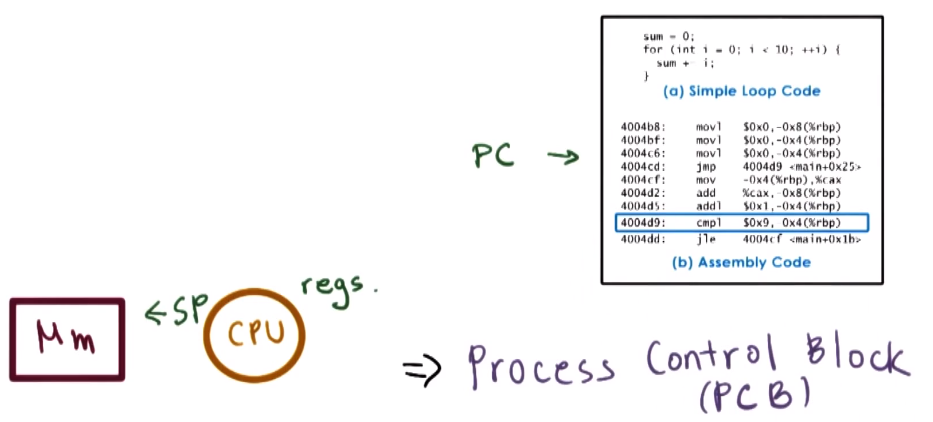 sum = 0;
for (int i = 0; i < 10; ++i) {
sum + i;
}
(a) Simple Loop Code
4004b8: movl $0x0,-0x8(%rbp)
4004bf: movl $0x0,-0x4(%rbp)
4004c6: movl $0x0,-0x4(%rbp)
4004cd: jmp 4004d9 <main+0x25>
4004cf: mov -0x4(%rbp),%cax
4004d2: add %cax, 0x8(%rbp)
4004d5: addl $0x1,-0x4(%rbp)
4004d9: cmpl $0x9, 0x4(%rbp)
4004dd: jle 4004cf <main+0x1b>
(b) Assembly Code
PC →
Mm
←SP
CPU
regs.
⇒ Process Control Block
(PCB)